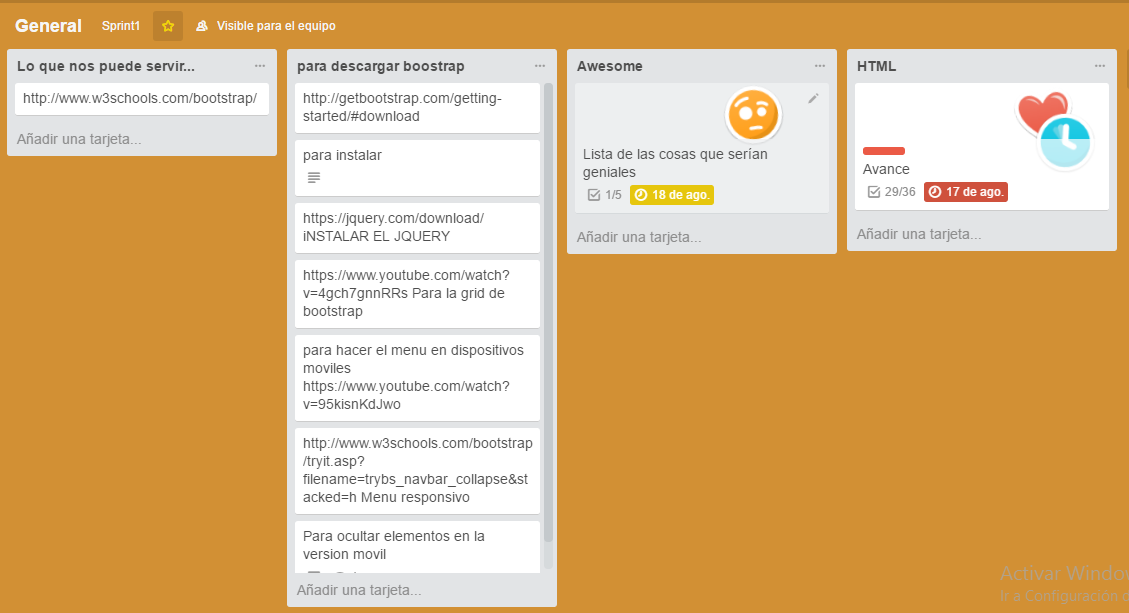 General Sprint1 Visible para el equipo
Lo que nos puede servir...
http://www.w3schools.com/bootstrap/
Añadir una tarjeta...
para descargar boostrap
http://getbootstrap.com/getting-
started/#download
para instalar
https://jquery.com/download/
iNSTALAR EL JQUERY
https://www.youtube.com/watch?
v=4gch7gnnRRs Para la grid de
bootstrap
para hacer el menu en dispositivos
moviles
https://www.youtube.com/watch?
v=95kisnKdJwo
http://www.w3schools.com/bootstrap
/tryit.asp?
filename=trybs_navbar_collapse&st
acked=h Menu responsivo
Para ocultar elementos en la
version movil
Añadir una tarjeta...
Awesome
Lista de las cosas que serían
geniales
1/5 18 de ago.
Añadir una tarjeta...
HTML
Avance
29/36 17 de ago.
Añadir una tarjeta...
Activar Windo
Ir a Configuración